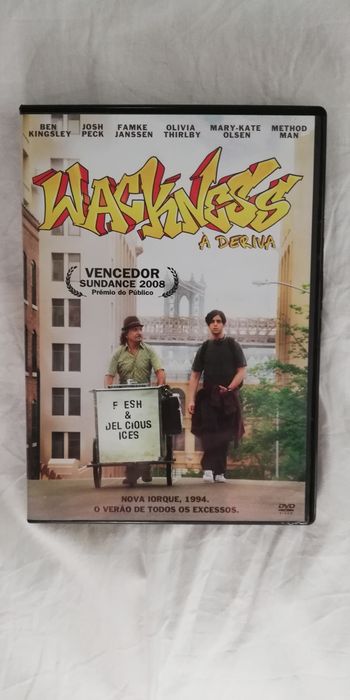 BEN KINGSLEY JOSH PECK FAMKE JANSSEN OLIVIA THIRLBY MARY-KATE OLSEN METHOD MAN
WACKNESS
À DERIVA
VENCEDOR
SUNDANCE 2008
Prémio do Público
F ESH
&
DEL CIOUS
ICES
NOVA IORQUE, 1994.
O VERÃO DE TODOS OS EXCESSOS.
DVD